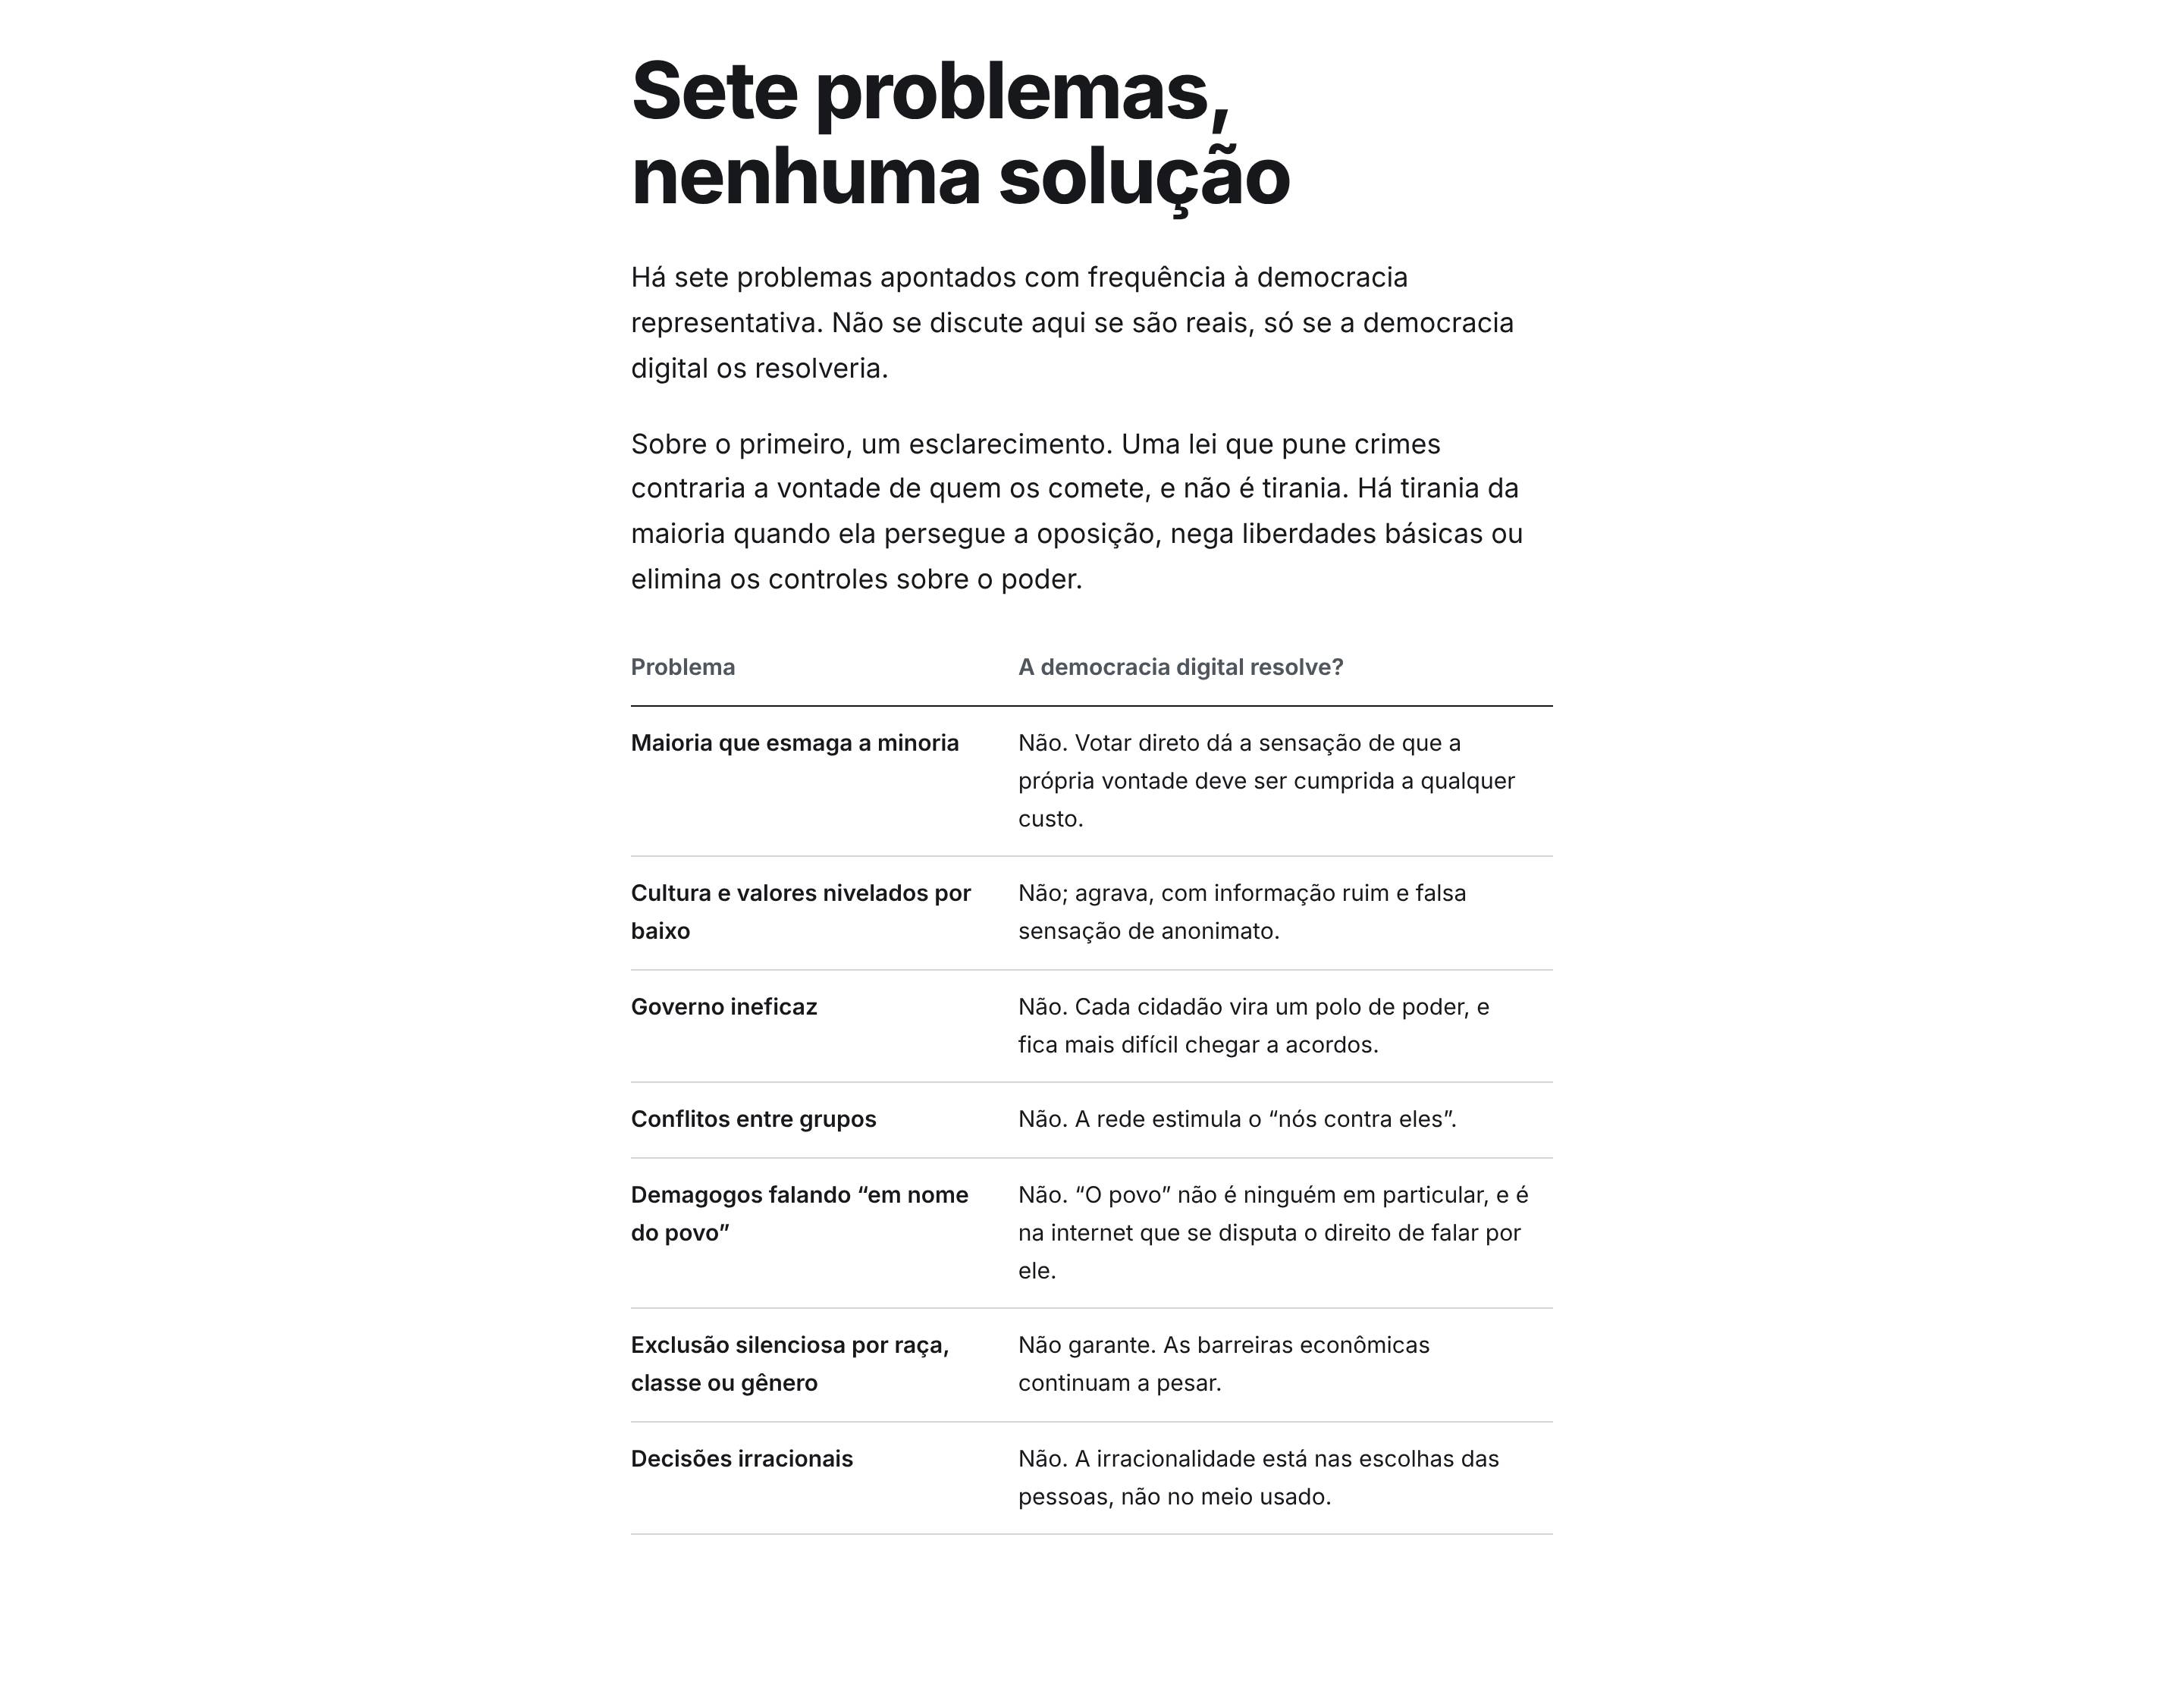 Sete problemas,
nenhuma solução
Há sete problemas apontados com frequência à democracia
representativa. Não se discute aqui se são reais, só se a democracia
digital os resolveria.
Sobre o primeiro, um esclarecimento. Uma lei que pune crimes
contraria a vontade de quem os comete, e não é tirania. Há tirania da
maioria quando ela persegue a oposição, nega liberdades básicas ou
elimina os controles sobre o poder.
Problema
A democracia digital resolve?
Maioria que esmaga a minoria
Não. Votar direto dá a sensação de que a
própria vontade deve ser cumprida a qualquer
custo.
Cultura e valores nivelados por
baixo
Não; agrava, com informação ruim e falsa
sensação de anonimato.
Governo ineficaz
Não. Cada cidadão vira um polo de poder, e
fica mais difícil chegar a acordos.
Conflitos entre grupos
Não. A rede estimula o “nós contra eles”.
Demagogos falando “em nome
do povo”
Não. “O povo” não é ninguém em particular, e é
na internet que se disputa o direito de falar por
ele.
Exclusão silenciosa por raça,
classe ou gênero
Não garante. As barreiras econômicas
continuam a pesar.
Decisões irracionais
Não. A irracionalidade está nas escolhas das
pessoas, não no meio usado.